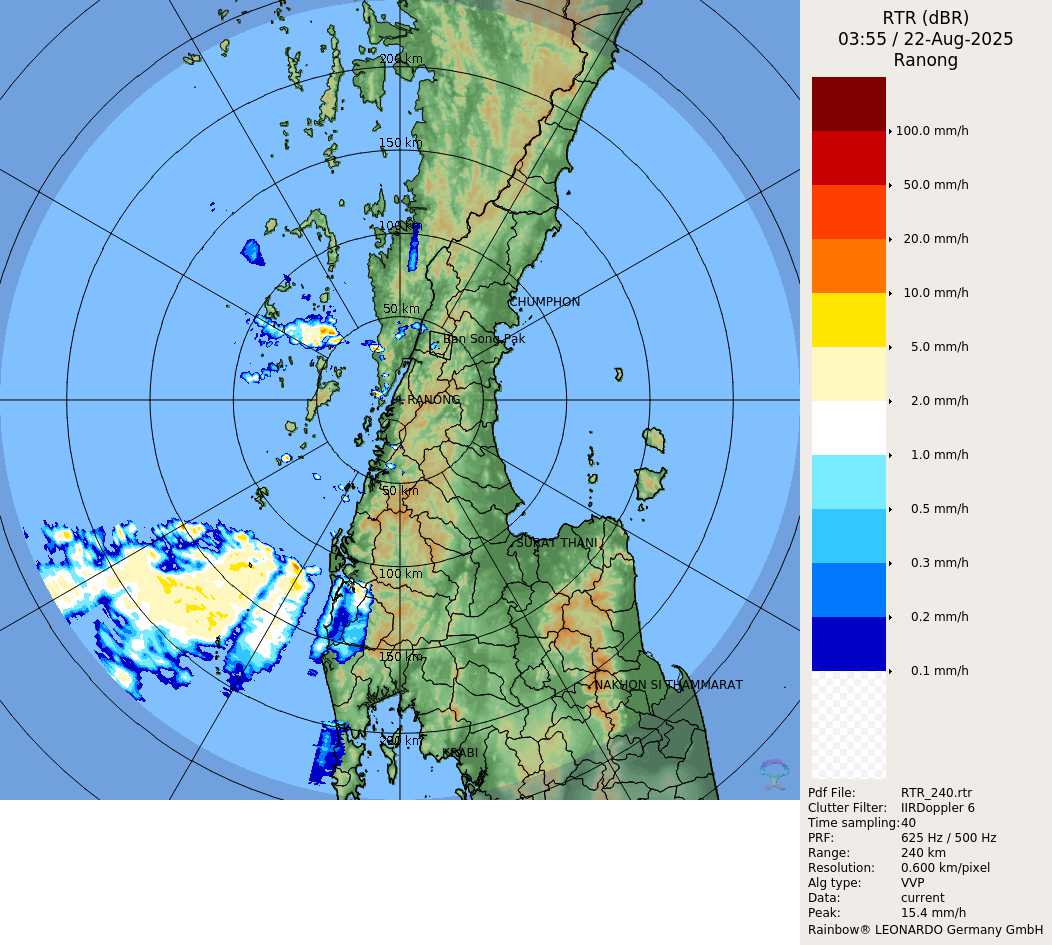 RTR (dBR)
03:55 / 22-Aug-2025
Ranong
100.0 mm/h
50.0 mm/h
20.0 mm/h
10.0 mm/h
5.0 mm/h
2.0 mm/h
1.0 mm/h
0.5 mm/h
0.3 mm/h
0.2 mm/h
0.1 mm/h
Pdf File: RTR_240.rtr
Clutter Filter: IIRDoppler 6
Time sampling:40
PRF: 625 Hz / 500 Hz
Range: 240 km
Resolution: 0.600 km/pixel
Alg type: VVP
Data: current
Peak: 15.4 mm/h
Rainbow® LEONARDO Germany GmbH
200 km
150 km
100 km
50 km
CHUMPHON
Ban Song Pak
RANONG
50 km
SURAT THANI
100 km
150 km
NAKHON SI THAMMARAT
200 km
KRABI